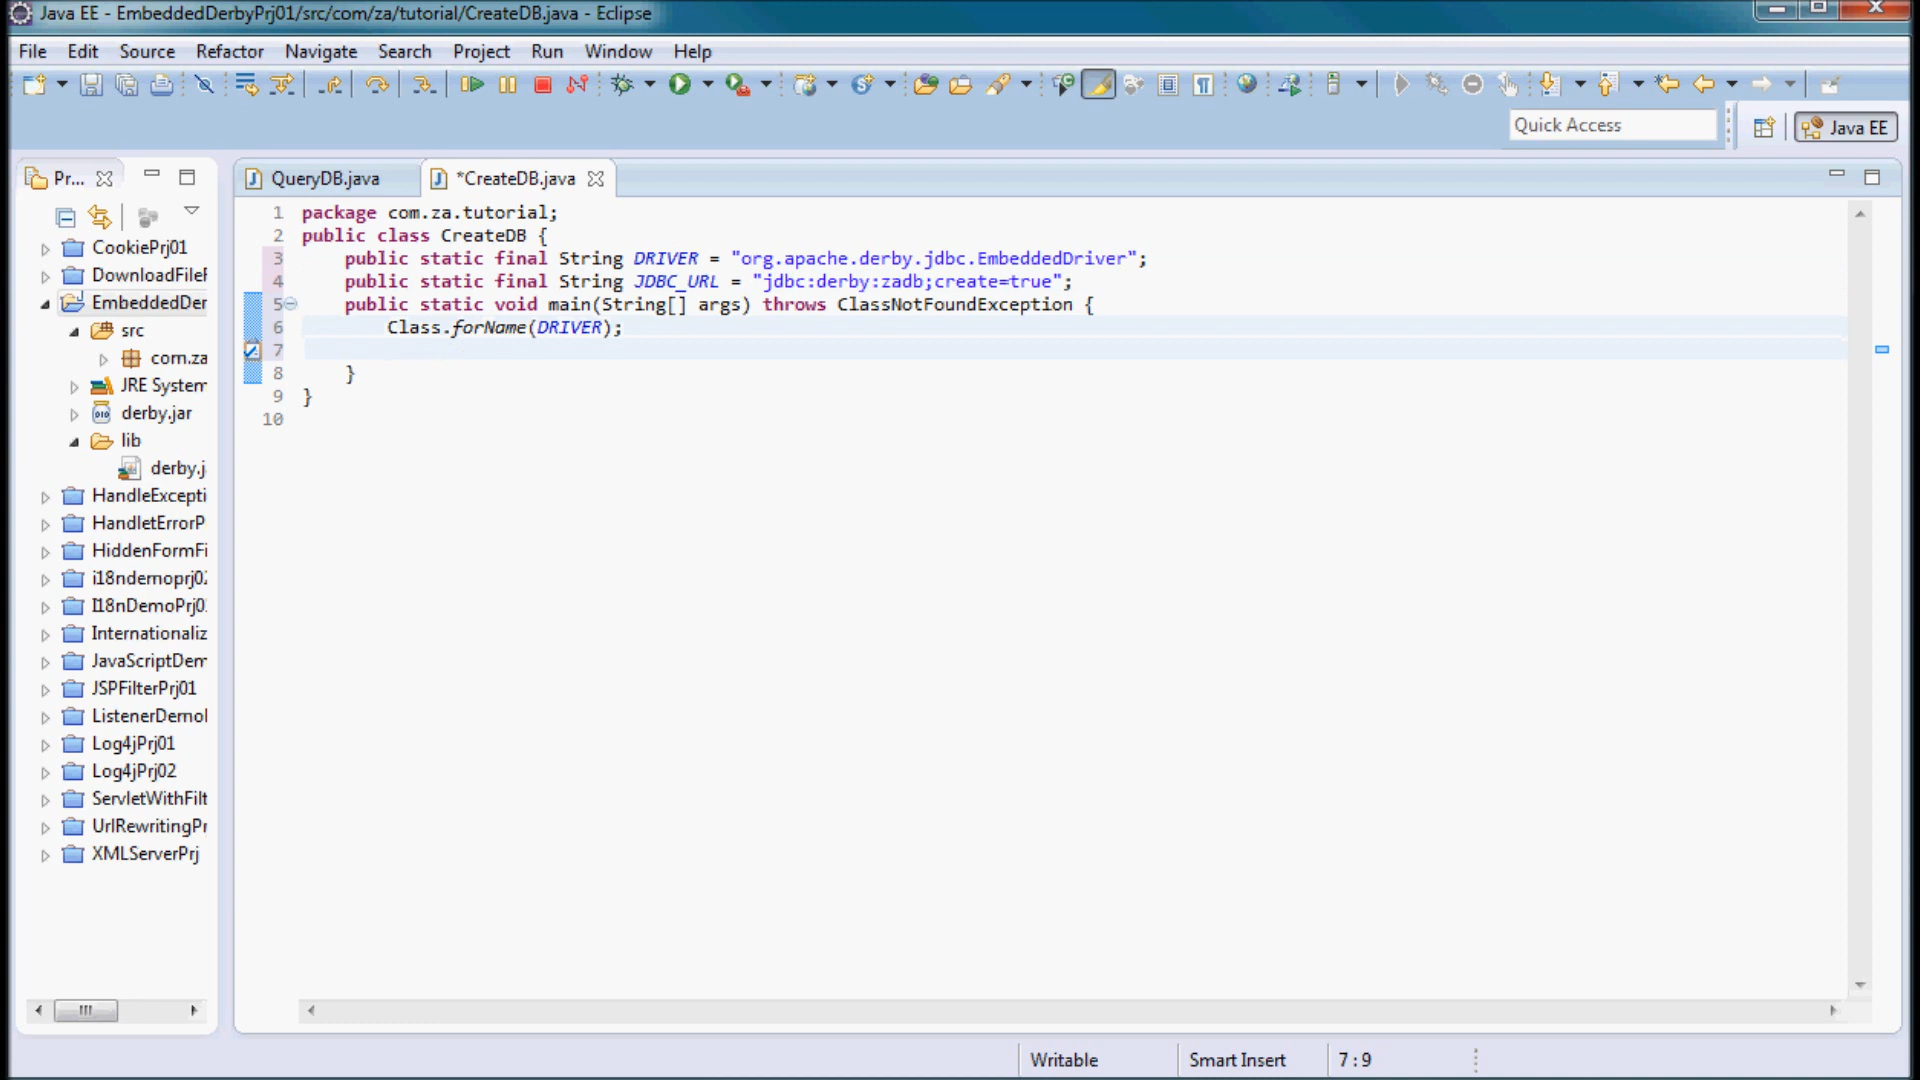 Java EE - EmbeddedDerbyPrj01/src/com/za/tutorial/CreateDB.java - Eclipse
File Edit Source Refactor Navigate Search Project Run Window Help
Quick Access
Java EE
Pr...
QueryDB.java
*CreateDB.java
CookiePrj01
DownloadFileF
EmbeddedDer
src
com.za
JRE System
derby.jar
lib
derby.j
HandleExcepti
HandletErrorP
HiddenFormFi
i18ndemoprj02
I18nDemoPrj0
Internationaliz
JavaScriptDem
JSPFilterPrj01
ListenerDemoI
Log4jPrj01
Log4jPrj02
ServletWithFilt
UrlRewritingPr
XMLServerPrj
1 package com.za.tutorial;
2 public class CreateDB {
3 public static final String DRIVER = "org.apache.derby.jdbc.EmbeddedDriver";
4 public static final String JDBC_URL = "jdbc:derby:zadb;create=true";
5 public static void main(String[] args) throws ClassNotFoundException {
6 Class.forName(DRIVER);
7
8 }
9 }
10
Writable Smart Insert 7 : 9